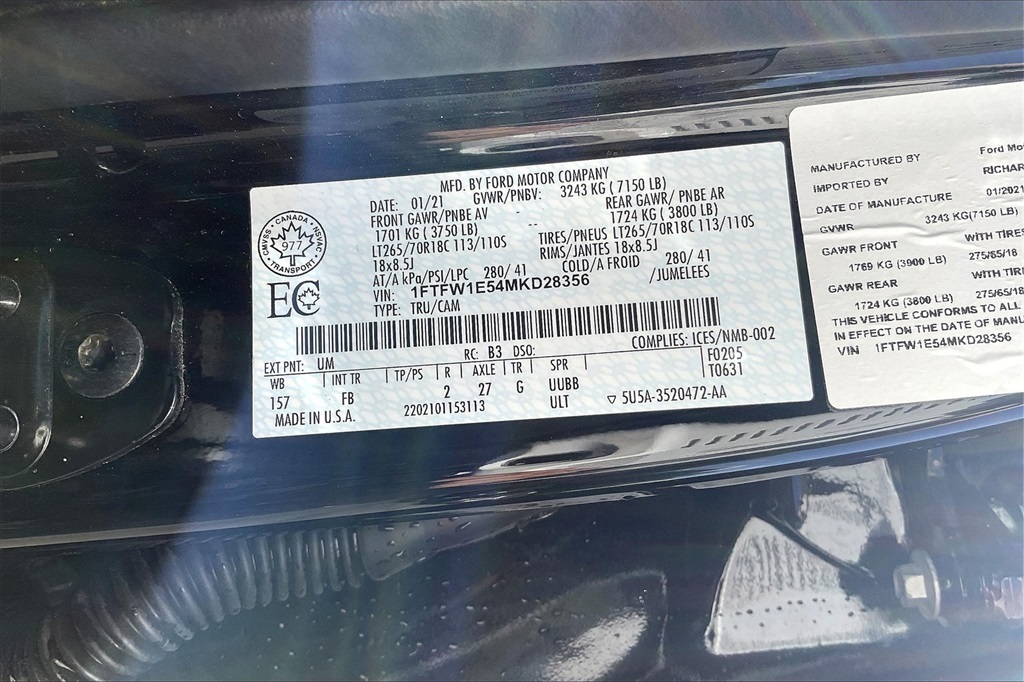 MFD. BY FORD MOTOR COMPANY
DATE: 01/21 GVWR/PNBV: 3243 KG ( 7150 LB)
FRONT GAWR/PNBE AV REAR GAWR/ PNBE AR
1701 KG ( 3750 LB) -- 1724 KG ( 3800 LB)
LT265/70R18C 113/110S TIRES/PNEUS LT265/70R18C 113/110S
18x8.5J RIMS/JANTES 18x8.5J
AT/A kPa/PSI/LPC 280/ 41 COLD/A FROID 280/ 41
VIN: 1FTFW1E54MKD28356 /JUMELEES
TYPE: TRU/CAM
CANADA
CMVSS NSVAC
977
TRANSPORT
EC
COMPLIES: ICES/NMB-002
EXT PNT: UM RC: B3 DSO: F0205
WB INT TR TP/PS R AXLE TR SPR T0631
157 FB 2 27 G UUBB
MADE IN U.S.A. 2202101153113 ULT ▽ 5U5A-3520472-AA
MANUFACTURED BY Ford Mo
IMPORTED BY RICHAR
DATE OF MANUFACTURE 01/2021
GVWR 3243 KG(7150 LB)
GAWR FRONT WITH TIRES
1769 KG (3900 LB) 275/65/18
GAWR REAR WITH TIRE
1724 KG (3800 LB) 275/65/18
THIS VEHICLE CONFORMS TO ALL
IN EFFECT ON THE DATE OF MANU
VIN 1FTFW1E54MKD28356